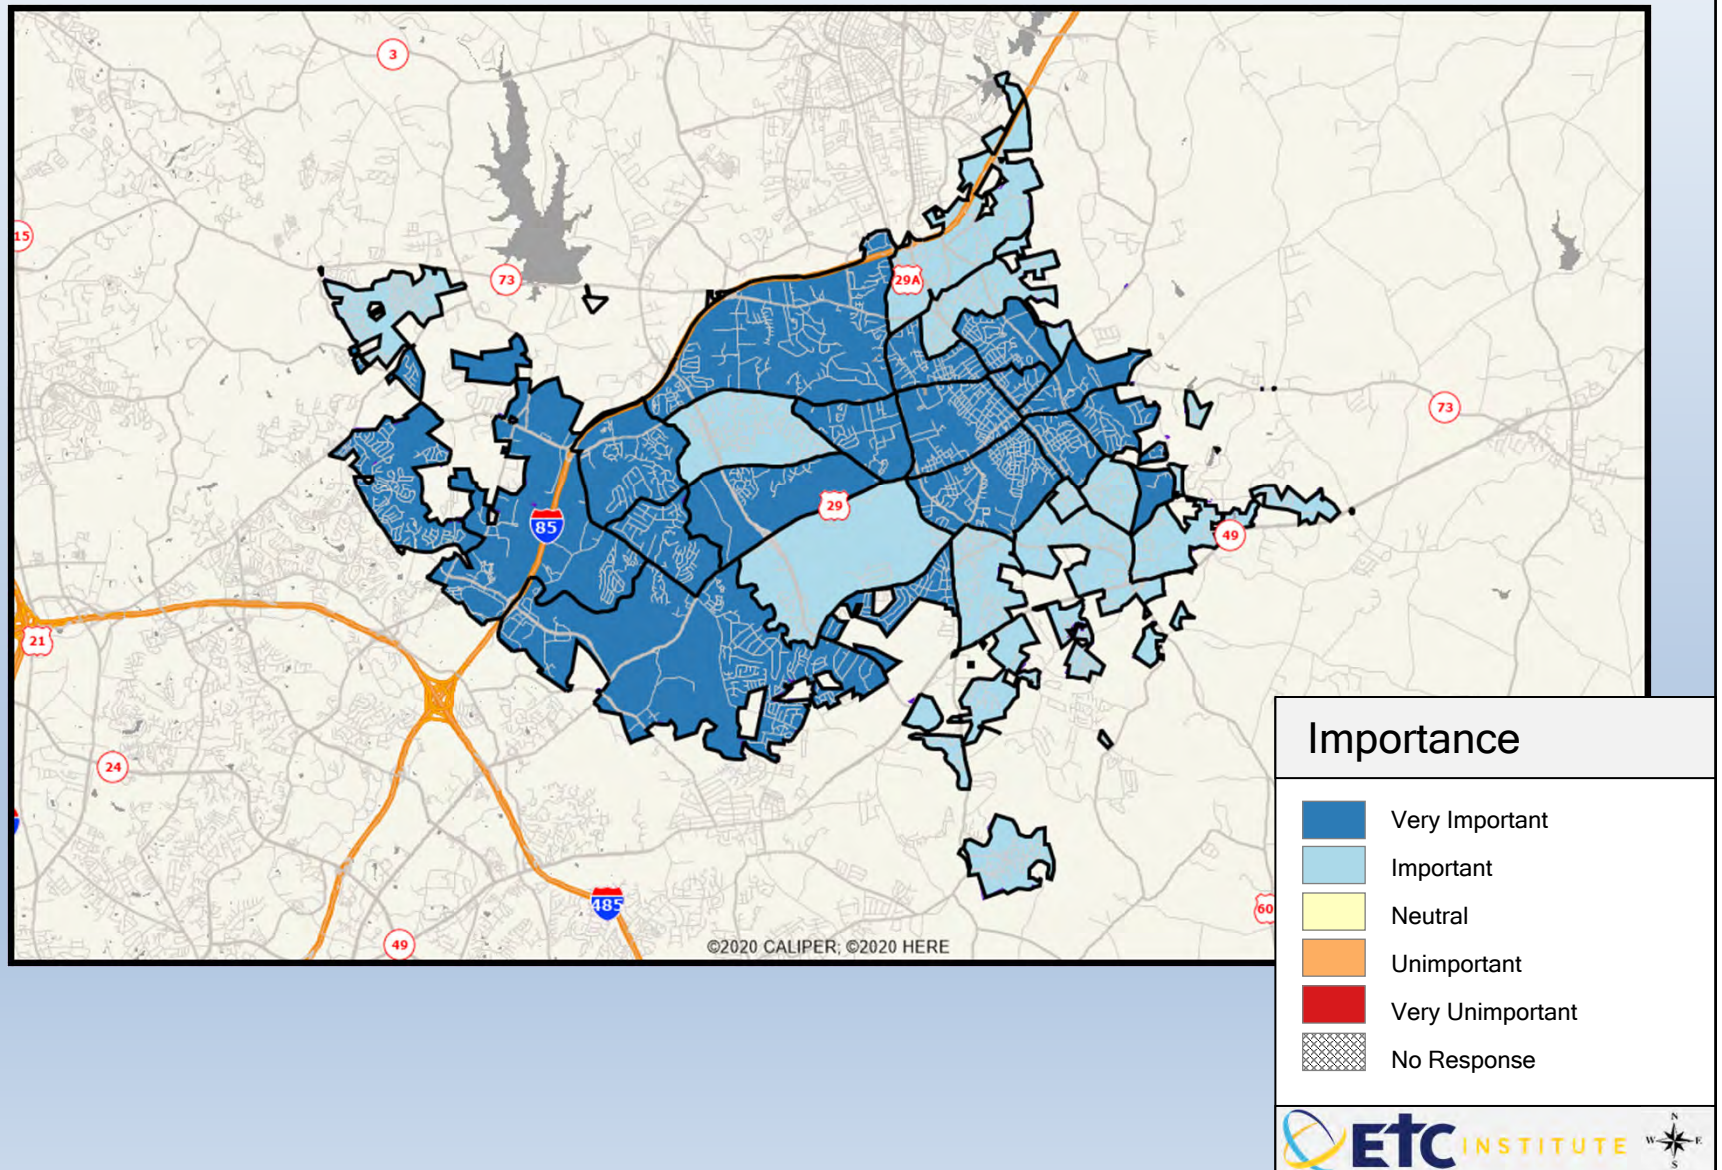 3
15
73
29A
73
29
85
49
21
24
485
60
49
©2020 CALIPER; ©2020 HERE
Importance
Very Important
Important
Neutral
Unimportant
Very Unimportant
No Response
ETC INSTITUTE
N
W E
S